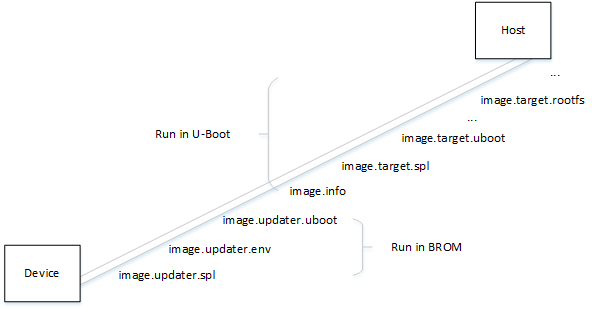 Host
...
image.target.rootfs
...
Run in U-Boot
image.target.uboot
image.target.spl
image.info
image.updater.uboot
Run in BROM
image.updater.env
Device
image.updater.spl